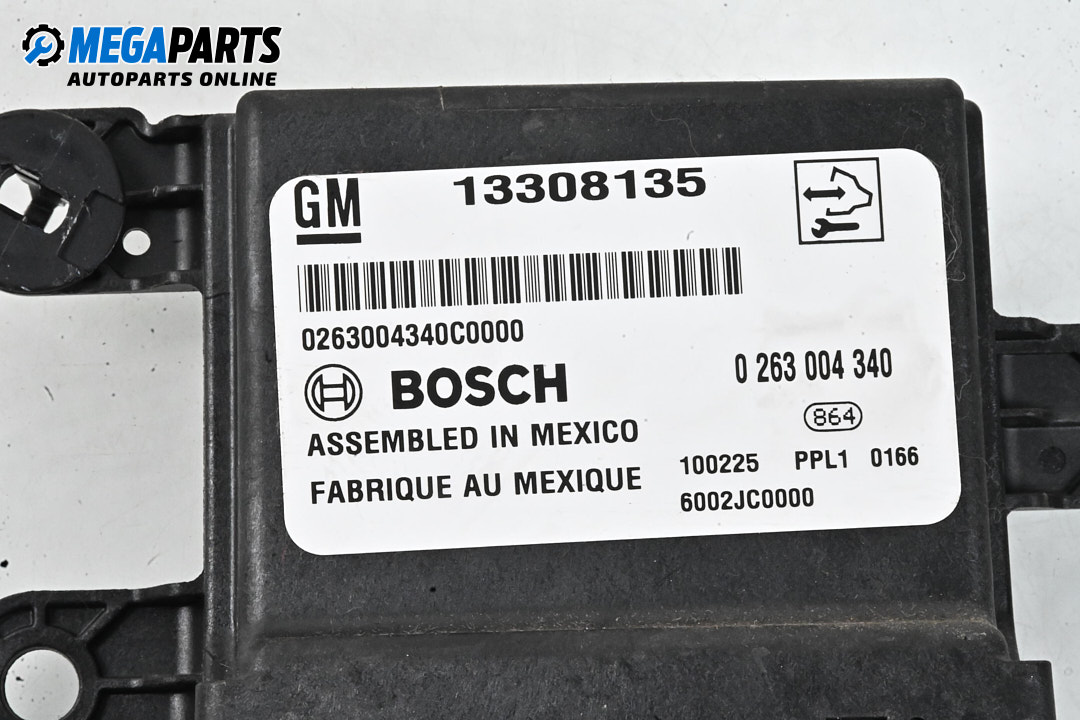 MEGAPARTS
AUTOPARTS ONLINE
GM 13308135
0263004340C0000
BOSCH 0 263 004 340
864
ASSEMBLED IN MEXICO
FABRIQUE AU MEXIQUE
100225 PPL1 0166
6002JC0000